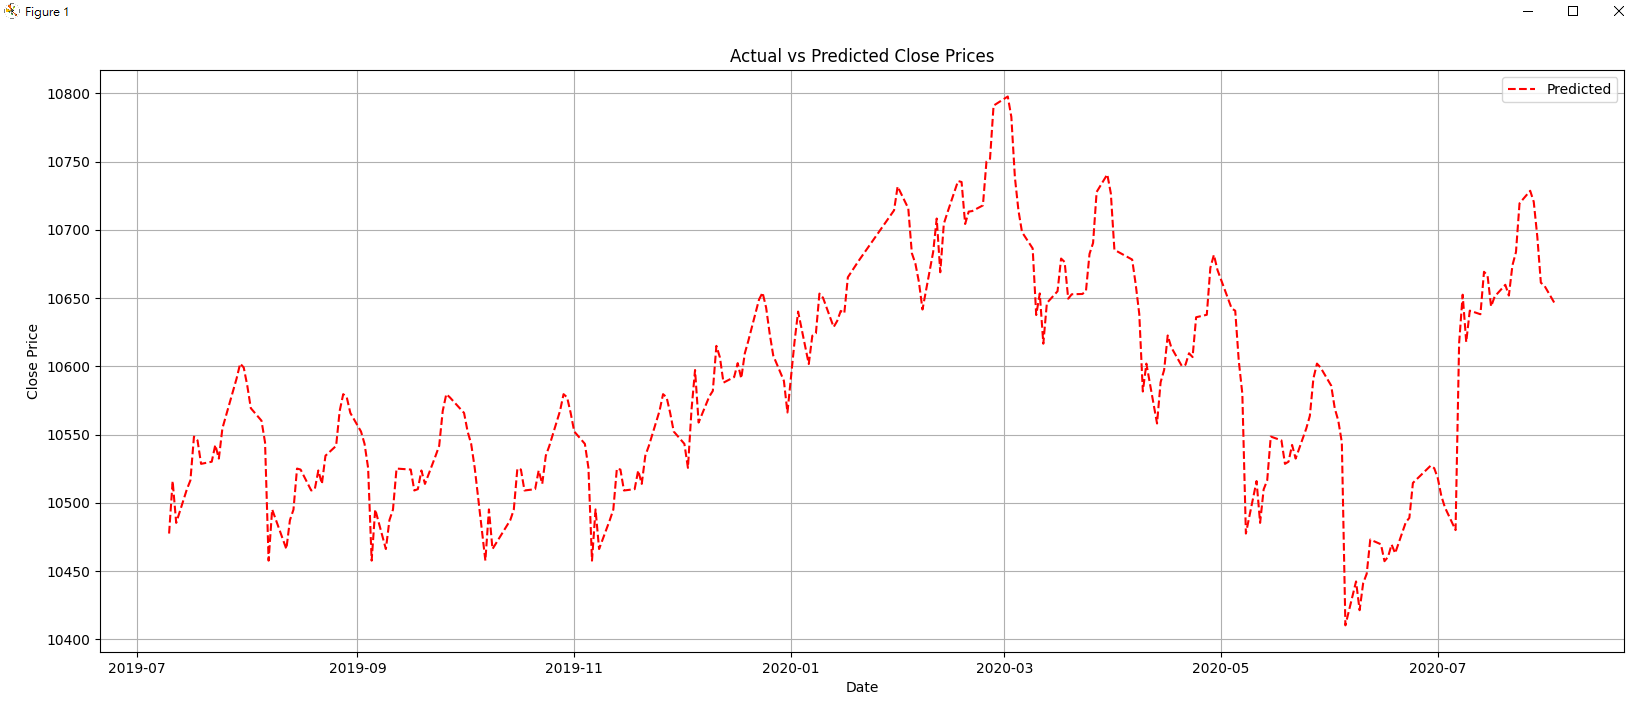 Figure 1
Actual vs Predicted Close Prices
Predicted
10800
10750
10700
10650
10600
10550
10500
10450
10400
Close Price
2019-07 2019-09 2019-11 2020-01 2020-03 2020-05 2020-07
Date